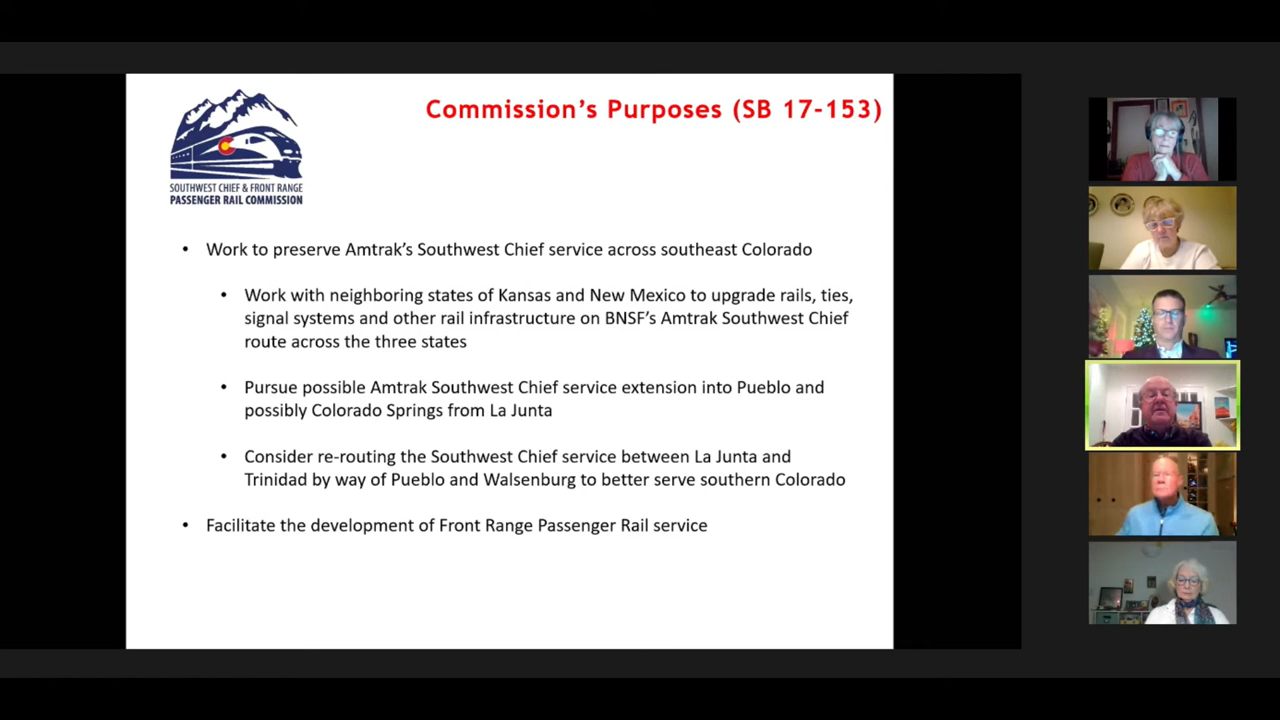 Commission's Purposes (SB 17-153)
SOUTHWEST CHIEF & FRONT RANGE
PASSENGER RAIL COMMISSION
• Work to preserve Amtrak's Southwest Chief service across southeast Colorado
• Work with neighboring states of Kansas and New Mexico to upgrade rails, ties,
signal systems and other rail infrastructure on BNSF's Amtrak Southwest Chief
route across the three states
• Pursue possible Amtrak Southwest Chief service extension into Pueblo and
possibly Colorado Springs from La Junta
• Consider re-routing the Southwest Chief service between La Junta and
Trinidad by way of Pueblo and Walsenburg to better serve southern Colorado
• Facilitate the development of Front Range Passenger Rail service